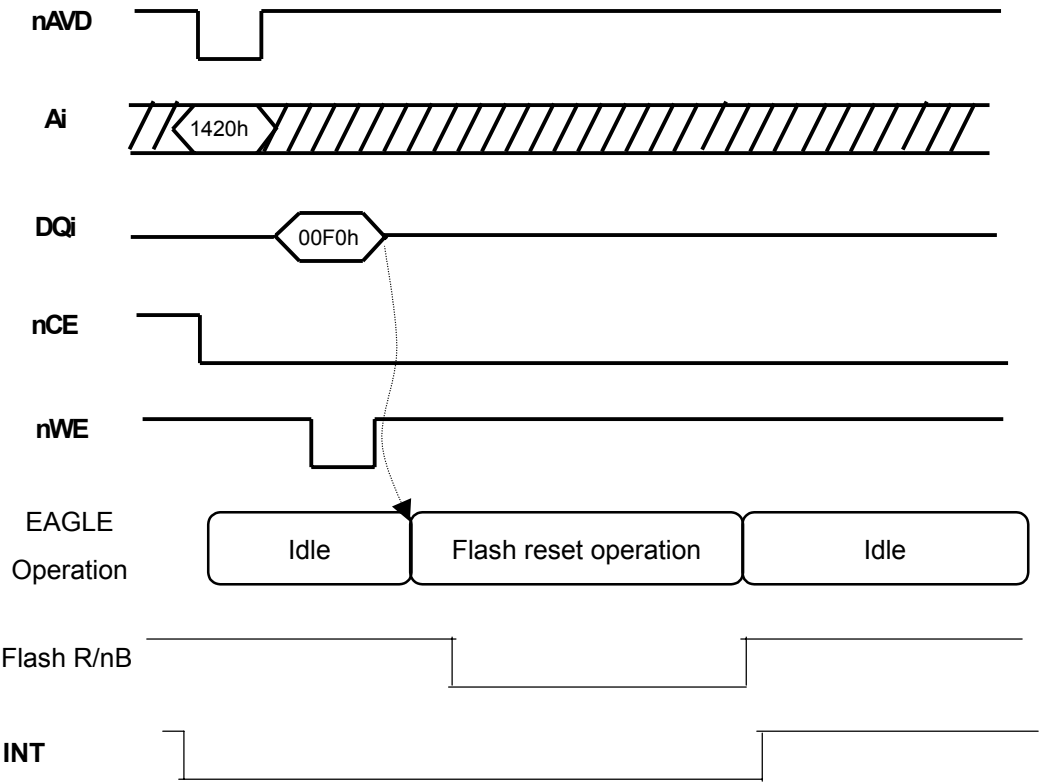 nAVD
Ai
1420h
DQi
00F0h
nCE
nWE
EAGLE
Operation
Idle
Flash reset operation
Idle
Flash R/nB
INT